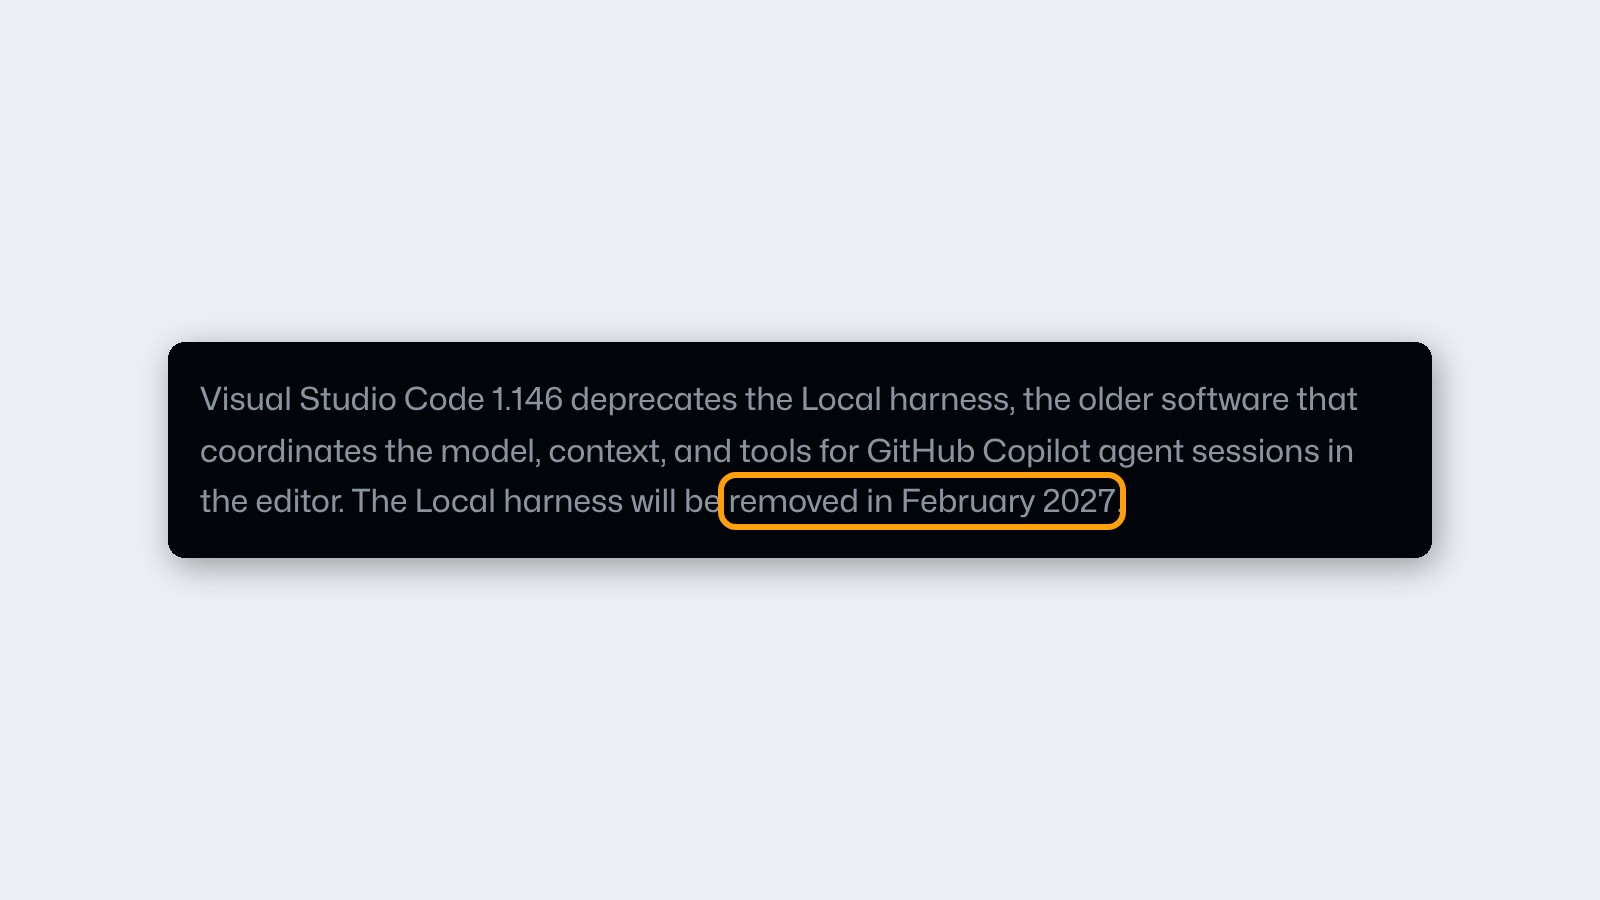 Visual Studio Code 1.146 deprecates the Local harness, the older software that
coordinates the model, context, and tools for GitHub Copilot agent sessions in
the editor. The Local harness will be removed in February 2027.